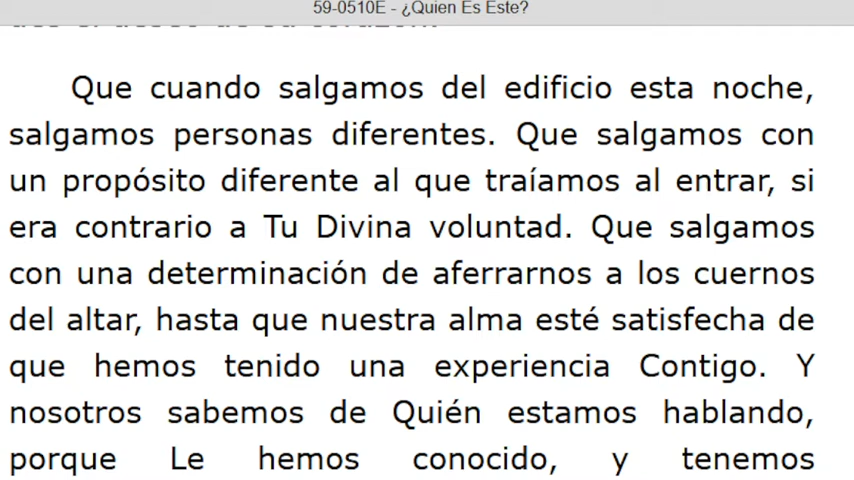 59-0510E - ¿Quien Es Este?
Que cuando salgamos del edificio esta noche,
salgamos personas diferentes. Que salgamos con
un propósito diferente al que traíamos al entrar, si
era contrario a Tu Divina voluntad. Que salgamos
con una determinación de aferrarnos a los cuernos
del altar, hasta que nuestra alma esté satisfecha de
que hemos tenido una experiencia Contigo. Y
nosotros sabemos de Quién estamos hablando,
porque Le hemos conocido, y tenemos